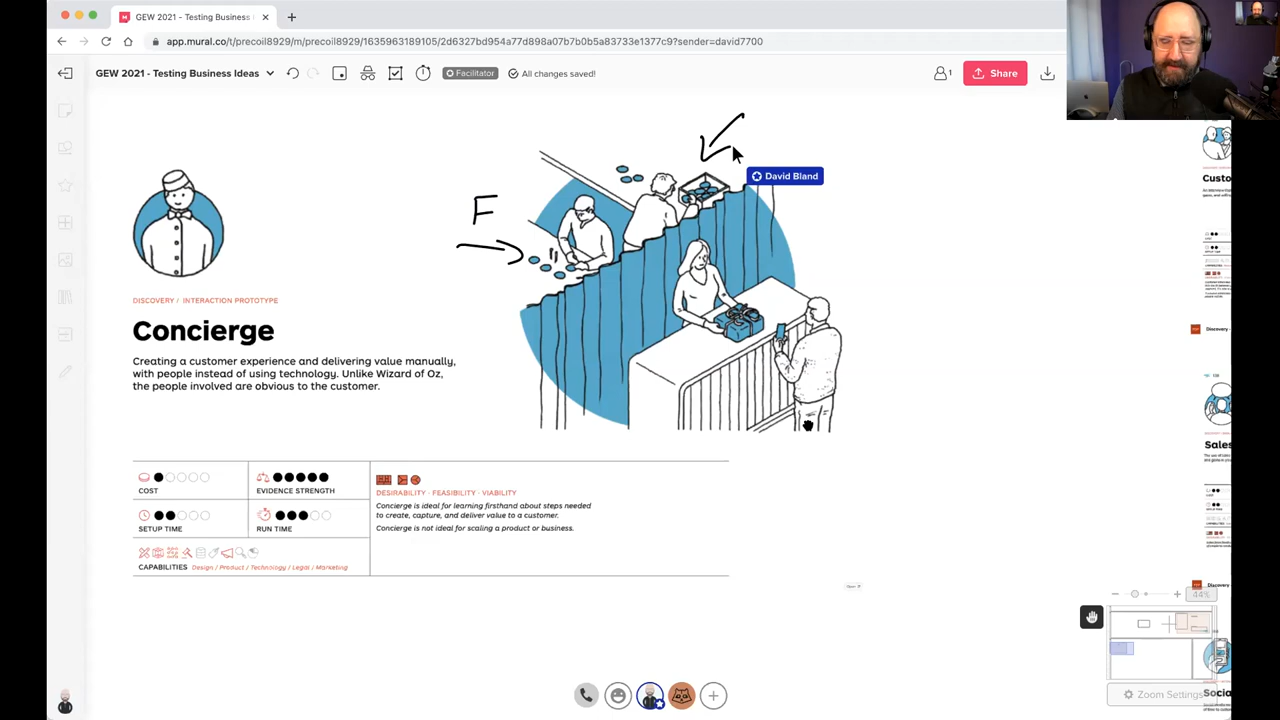 GEW 2021 - Testing Business
app.mural.co/t/precoil8929/m/precoil8929/1635963189105/2d6327bd954a77d898a07b7b0b5a83733e1377c9?sender=david7700
GEW 2021 - Testing Business Ideas
Facilitator
All changes saved!
1
Share
F
David Bland
DISCOVERY / INTERACTION PROTOTYPE
Concierge
Creating a customer experience and delivering value manually,
with people instead of using technology. Unlike Wizard of Oz,
the people involved are obvious to the customer.
COST
EVIDENCE STRENGTH
SETUP TIME
RUN TIME
CAPABILITIES Design / Product / Technology / Legal / Marketing
DESIRABILITY · FEASIBILITY · VIABILITY
Concierge is ideal for learning firsthand about steps needed
to create, capture, and deliver value to a customer.
Concierge is not ideal for scaling a product or business.
Custo
Discovery
Sales
Discovery
Socia
44%
Zoom Settings